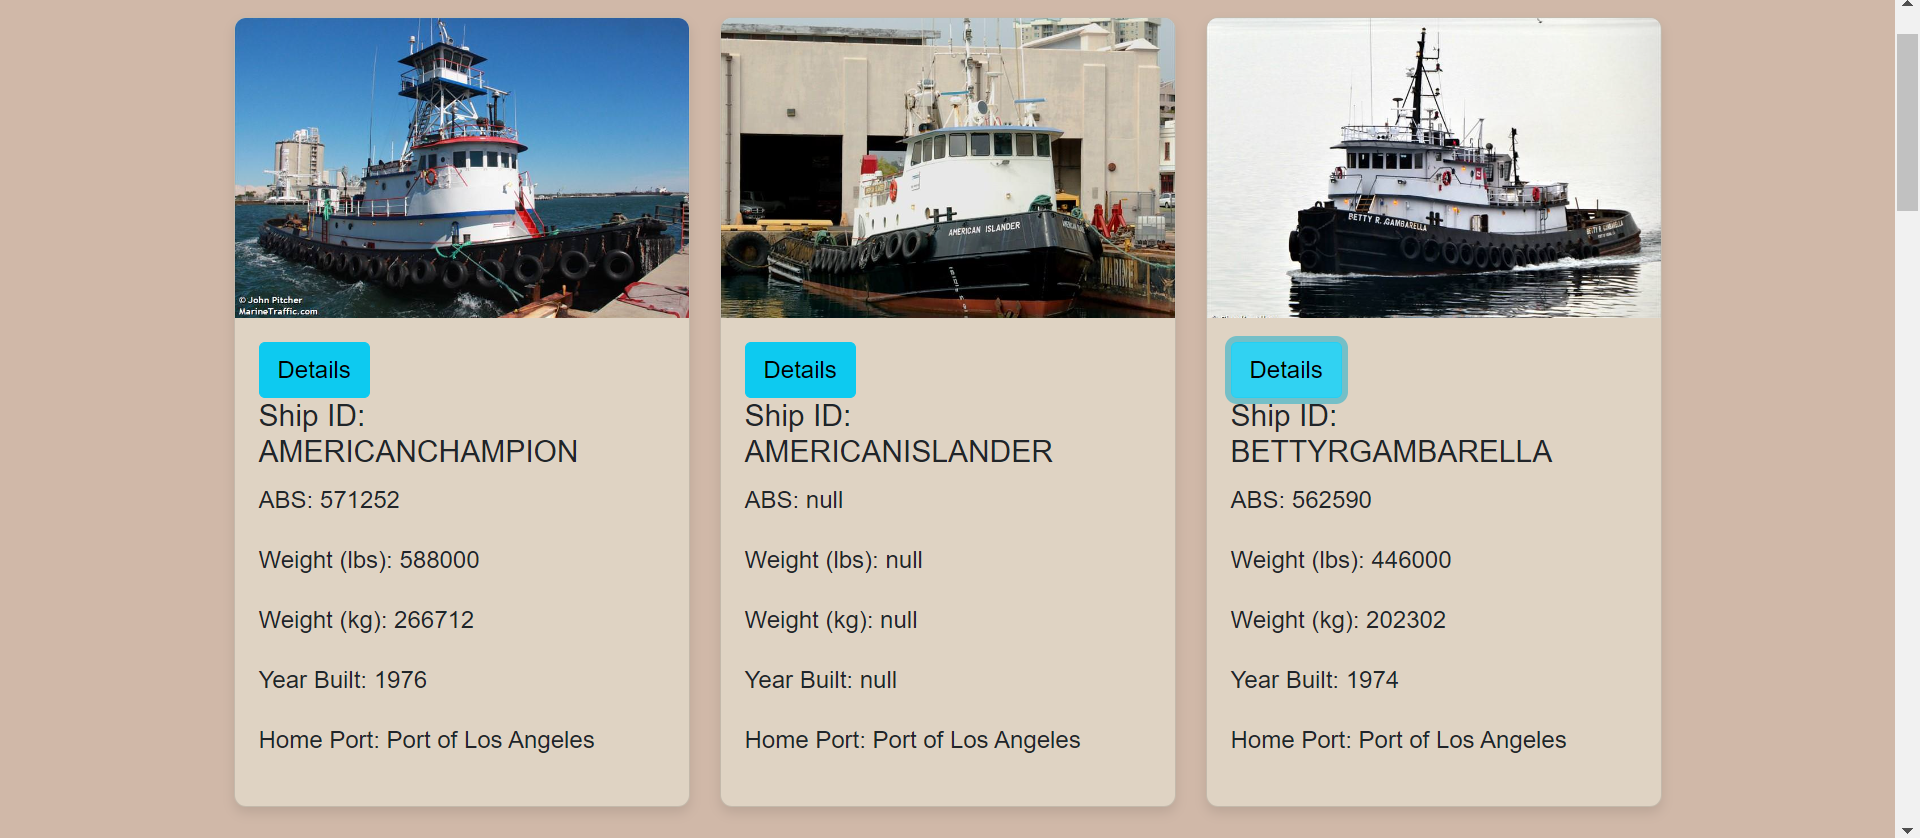 © John Pitcher
MarineTraffic.com
AMERICAN ISLANDER
BETTY R. GAMBARELLA
BETTY R. GAMBARELLA
Details
Ship ID:
AMERICANCHAMPION
ABS: 571252
Weight (lbs): 588000
Weight (kg): 266712
Year Built: 1976
Home Port: Port of Los Angeles
Details
Ship ID:
AMERICANISLANDER
ABS: null
Weight (lbs): null
Weight (kg): null
Year Built: null
Home Port: Port of Los Angeles
Details
Ship ID:
BETTYRGAMBARELLA
ABS: 562590
Weight (lbs): 446000
Weight (kg): 202302
Year Built: 1974
Home Port: Port of Los Angeles